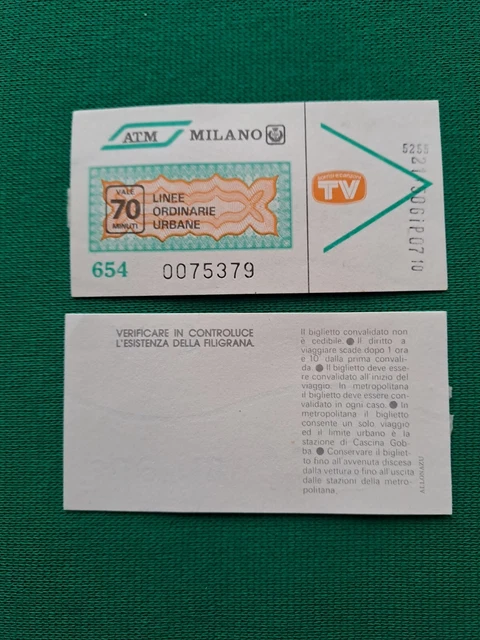 ATM MILANO
VALE
70
MINUTI
LINEE
ORDINARIE
URBANE
654 0075379
TV
VERIFICARE IN CONTROLUCE
L'ESISTENZA DELLA FILIGRANA.
Il biglietto convalidato non
è cedibile. ● Il diritto a
viaggiare scade dopo 1 ora
e 10 dalla prima convali-
da. ● Il biglietto deve esse-
re convalidato all'inizio del
viaggio. In metropolitana
il biglietto deve essere con-
validato in ogni caso. ● In
metropolitana il biglietto
consente un solo viaggio
ed il limite urbano è la
stazione di Cascina Gob-
ba. ● Conservare il bigliet-
to fino all'avvenuta discesa
dalla vettura o fino all'uscita
dalle stazioni della metro-
politana.